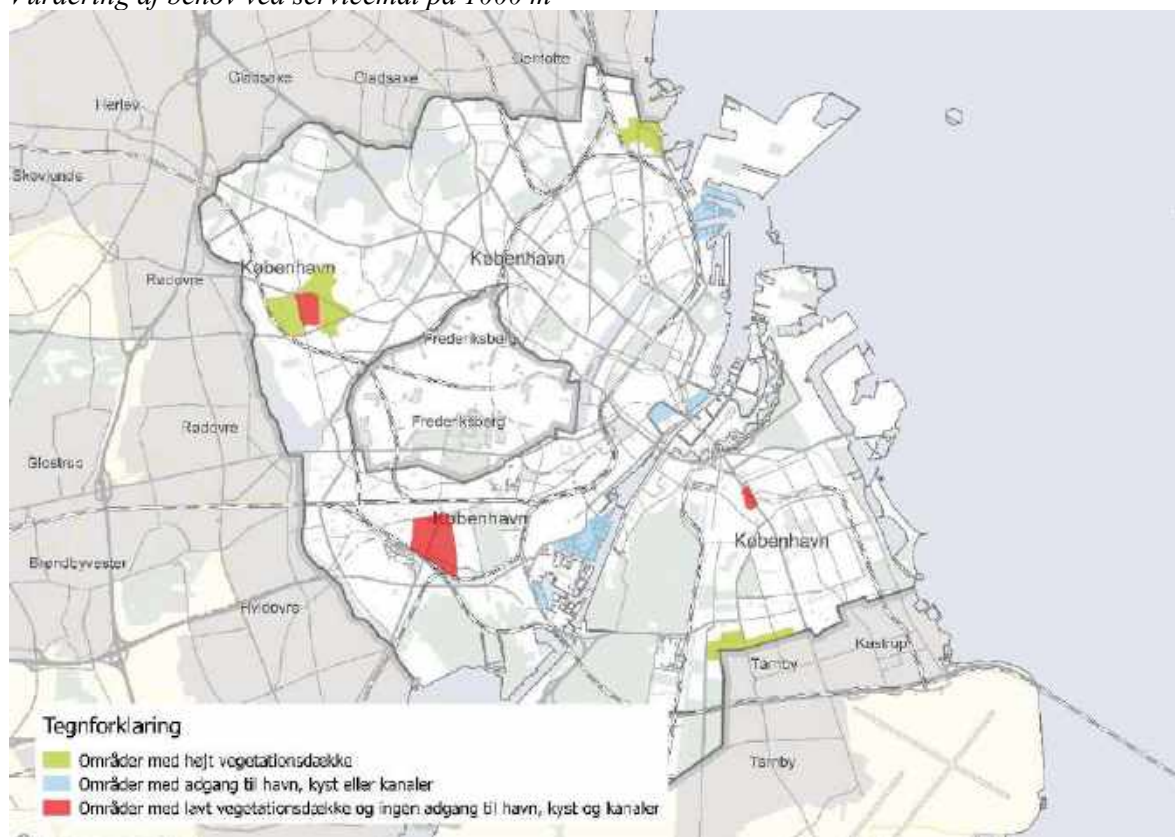 Vurdering af behov ved servicemål på 1000 m
Gentofte
Gladsaxe
Gladsaxe
Herlev
Skovlunde
København
København
Rødovre
Frederiksberg
Frederiksberg
Rødovre
Glostrup
København
København
Brøndbyvester
Hvidovre
Kastrup
Tårnby
Tårnby
Tegnforklaring
Områder med højt vegetationsdække
Områder med adgang til havn, kyst eller kanaler
Områder med lavt vegetationsdække og ingen adgang til havn, kyst og kanaler